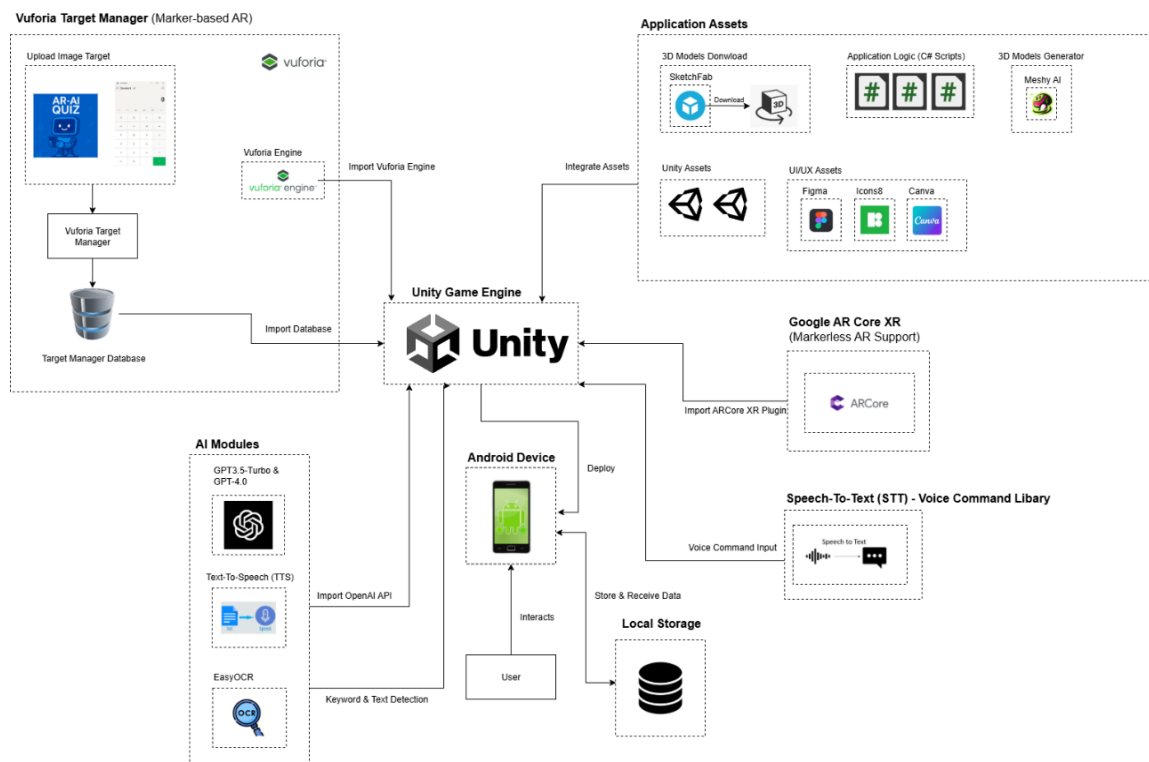 Vuforia Target Manager (Marker-based AR)
Upload Image Target
AR-AI
QUIZ
0
vuforia
Vuforia Engine
vuforia engine
Import Vuforia Engine
Vuforia Target
Manager
Target Manager Database
Import Database
Application Assets
3D Models Donwload
SketchFab
Download
3D
Application Logic (C# Scripts)
# # #
3D Models Generator
Meshy AI
Unity Assets
UI/UX Assets
Figma
Icons8
Canva
Canva
Integrate Assets
Unity Game Engine
Unity
Google AR Core XR
(Markerless AR Support)
ARCore
Import ARCore XR Plugin
AI Modules
GPT3.5-Turbo &
GPT-4.0
Text-To-Speech (TTS)
Import OpenAI API
EasyOCR
OCR
Keyword & Text Detection
Android Device
Deploy
Interacts
User
Store & Receive Data
Local Storage
Speech-To-Text (STT) - Voice Command Libary
Speech to Text
Voice Command Input